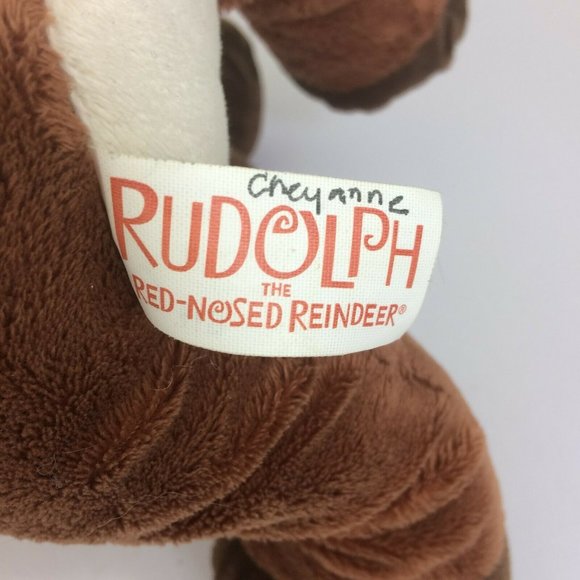 Cheyanne
RUDOLPH
THE
RED-NOSED REINDEER®